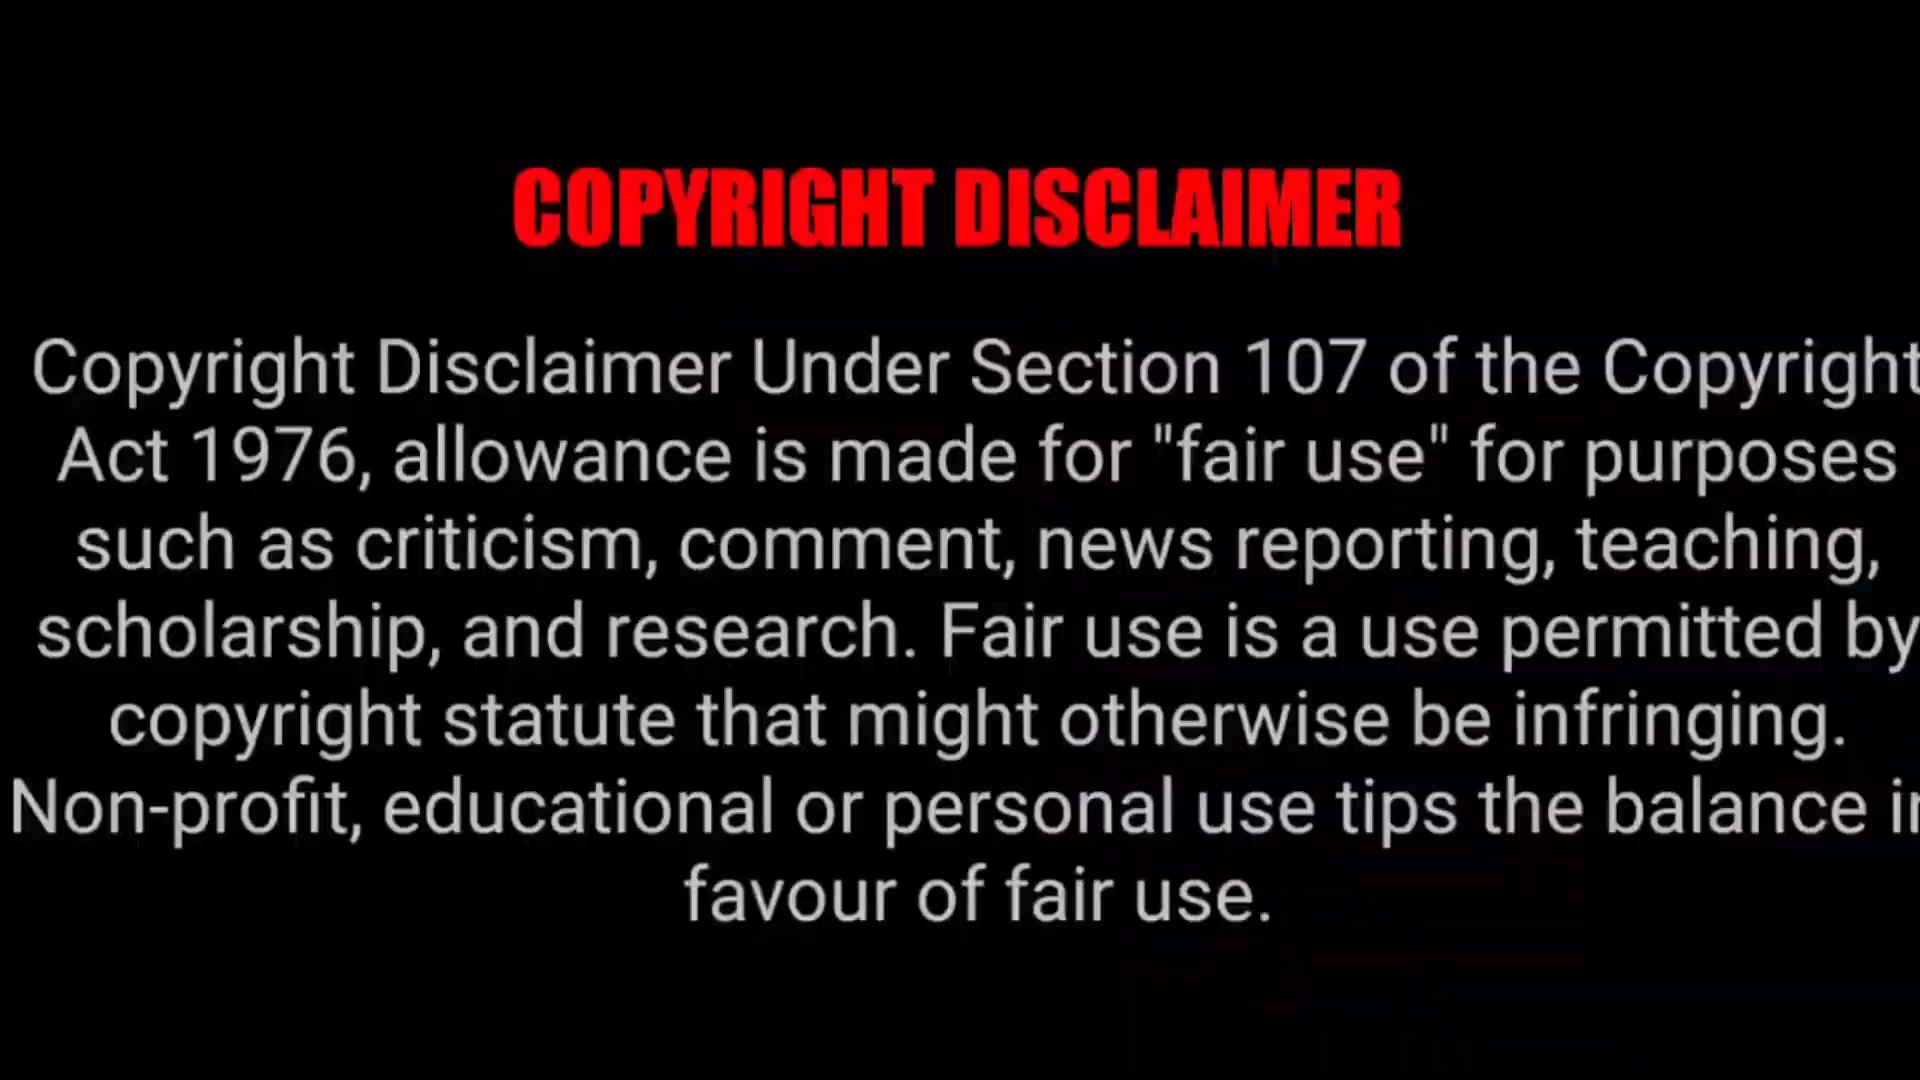 COPYRIGHT DISCLAIMER
Copyright Disclaimer Under Section 107 of the Copyright
Act 1976, allowance is made for "fair use" for purposes
such as criticism, comment, news reporting, teaching,
scholarship, and research. Fair use is a use permitted by
copyright statute that might otherwise be infringing.
Non-profit, educational or personal use tips the balance in
favour of fair use.